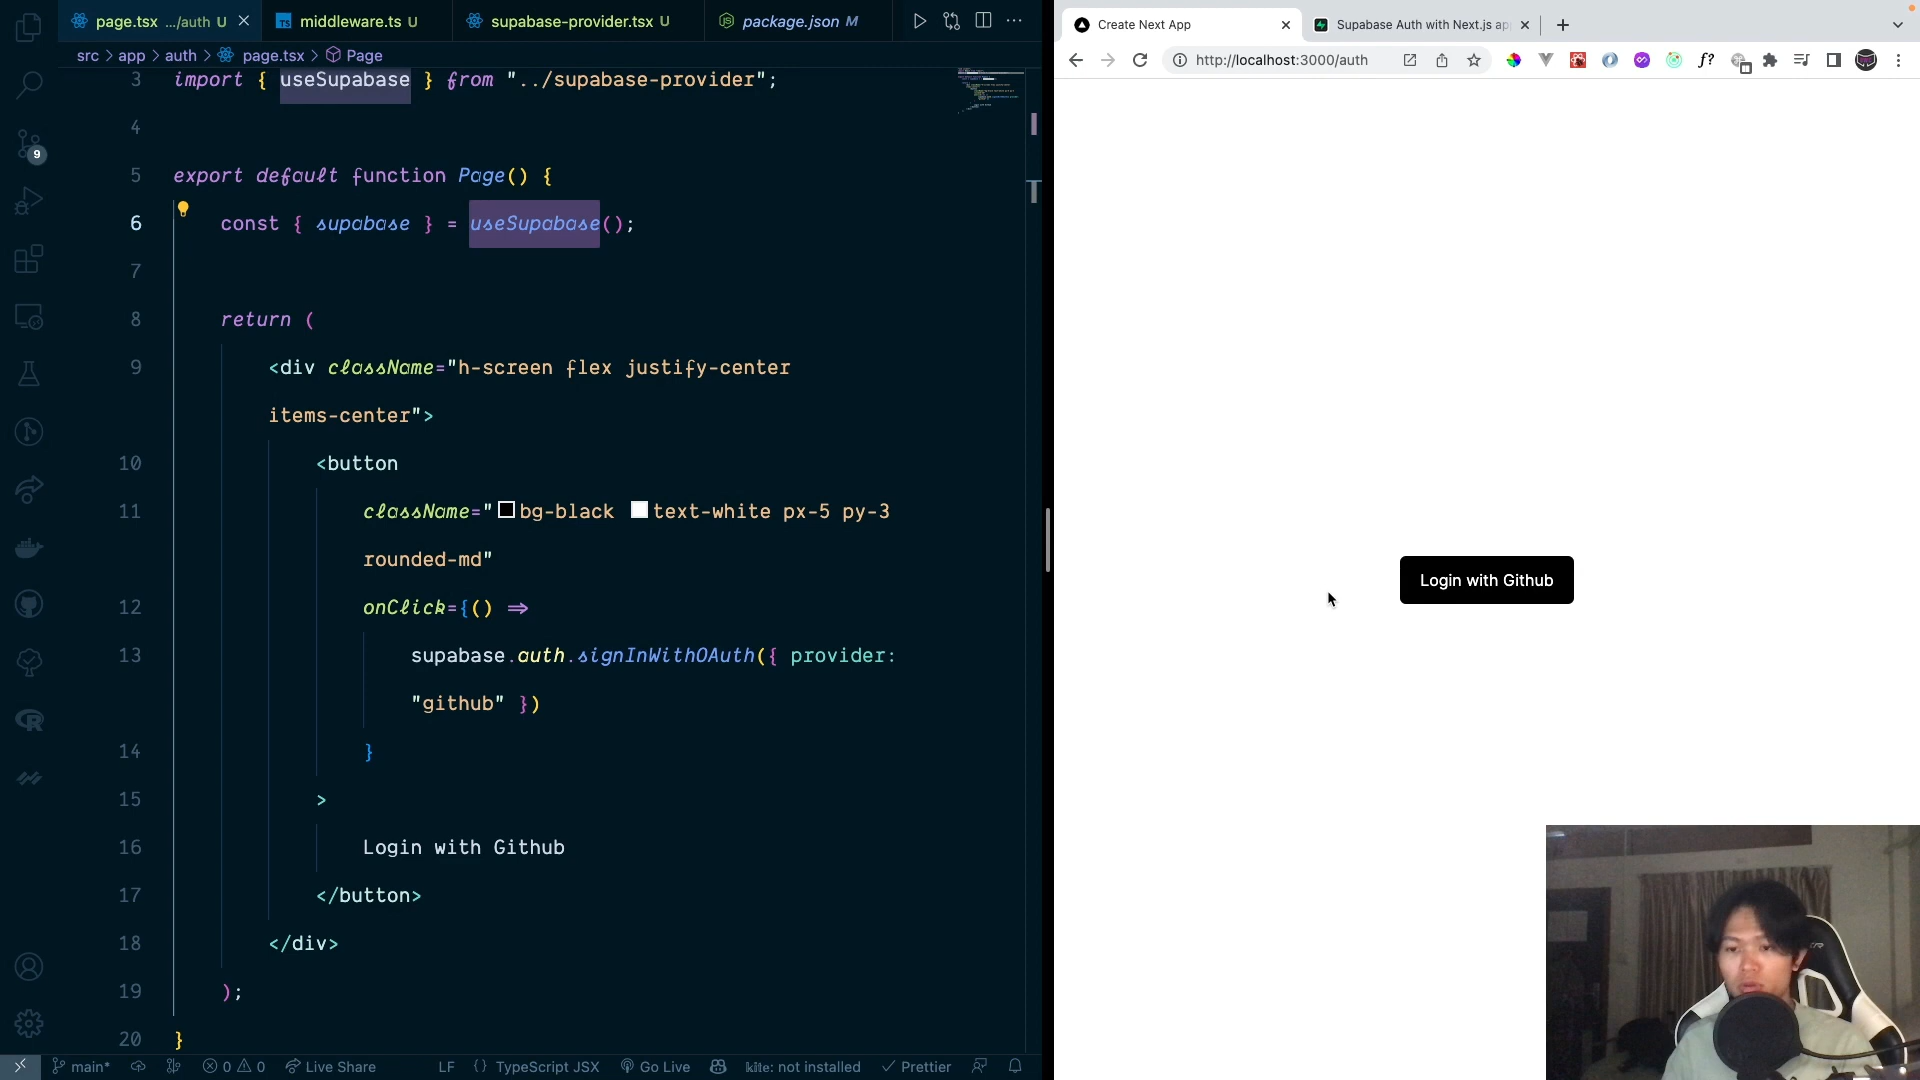 page.tsx .../auth U
middleware.ts U
supabase-provider.tsx U
package.json M
src > app > auth > page.tsx > Page
3 import { useSupabase } from "../supabase-provider";
4
5 export default function Page() {
6 const { supabase } = useSupabase();
7
8 return (
9 <div className="h-screen flex justify-center
items-center">
10 <button
11 className="bg-black text-white px-5 py-3
rounded-md"
12 onClick={() =>
13 supabase.auth.signInWithOAuth({ provider:
"github" })
14 }
15 >
16 Login with Github
17 </button>
18 </div>
19 );
20 }
9
main* 0 0 Live Share LF {} TypeScript JSX Go Live kite: not installed Prettier
Create Next App
Supabase Auth with Next.js ap
http://localhost:3000/auth
f?
Login with Github